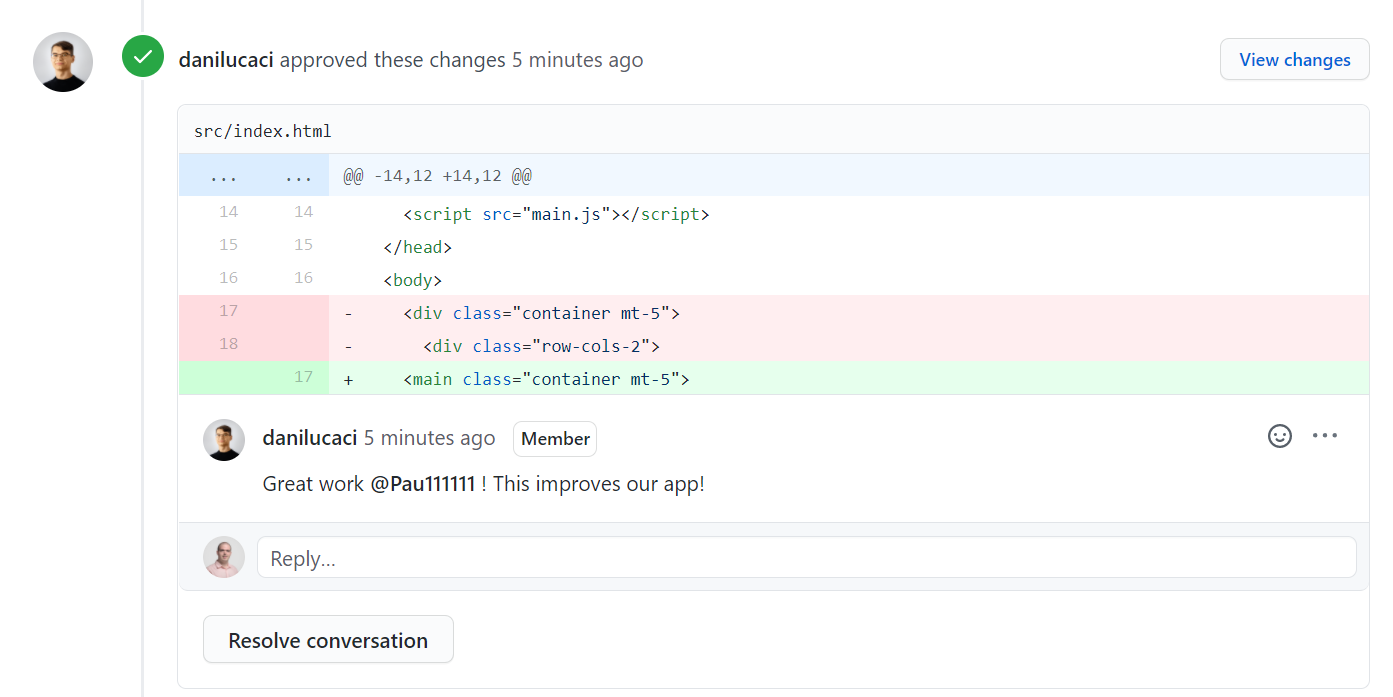 danilucaci approved these changes 5 minutes ago
View changes
src/index.html
... ... @@ -14,12 +14,12 @@
14 14 <script src="main.js"></script>
15 15 </head>
16 16 <body>
17 - <div class="container mt-5">
18 - <div class="row-cols-2">
17 + <main class="container mt-5">
danilucaci 5 minutes ago Member
Great work @Pau111111 ! This improves our app!
Reply...
Resolve conversation